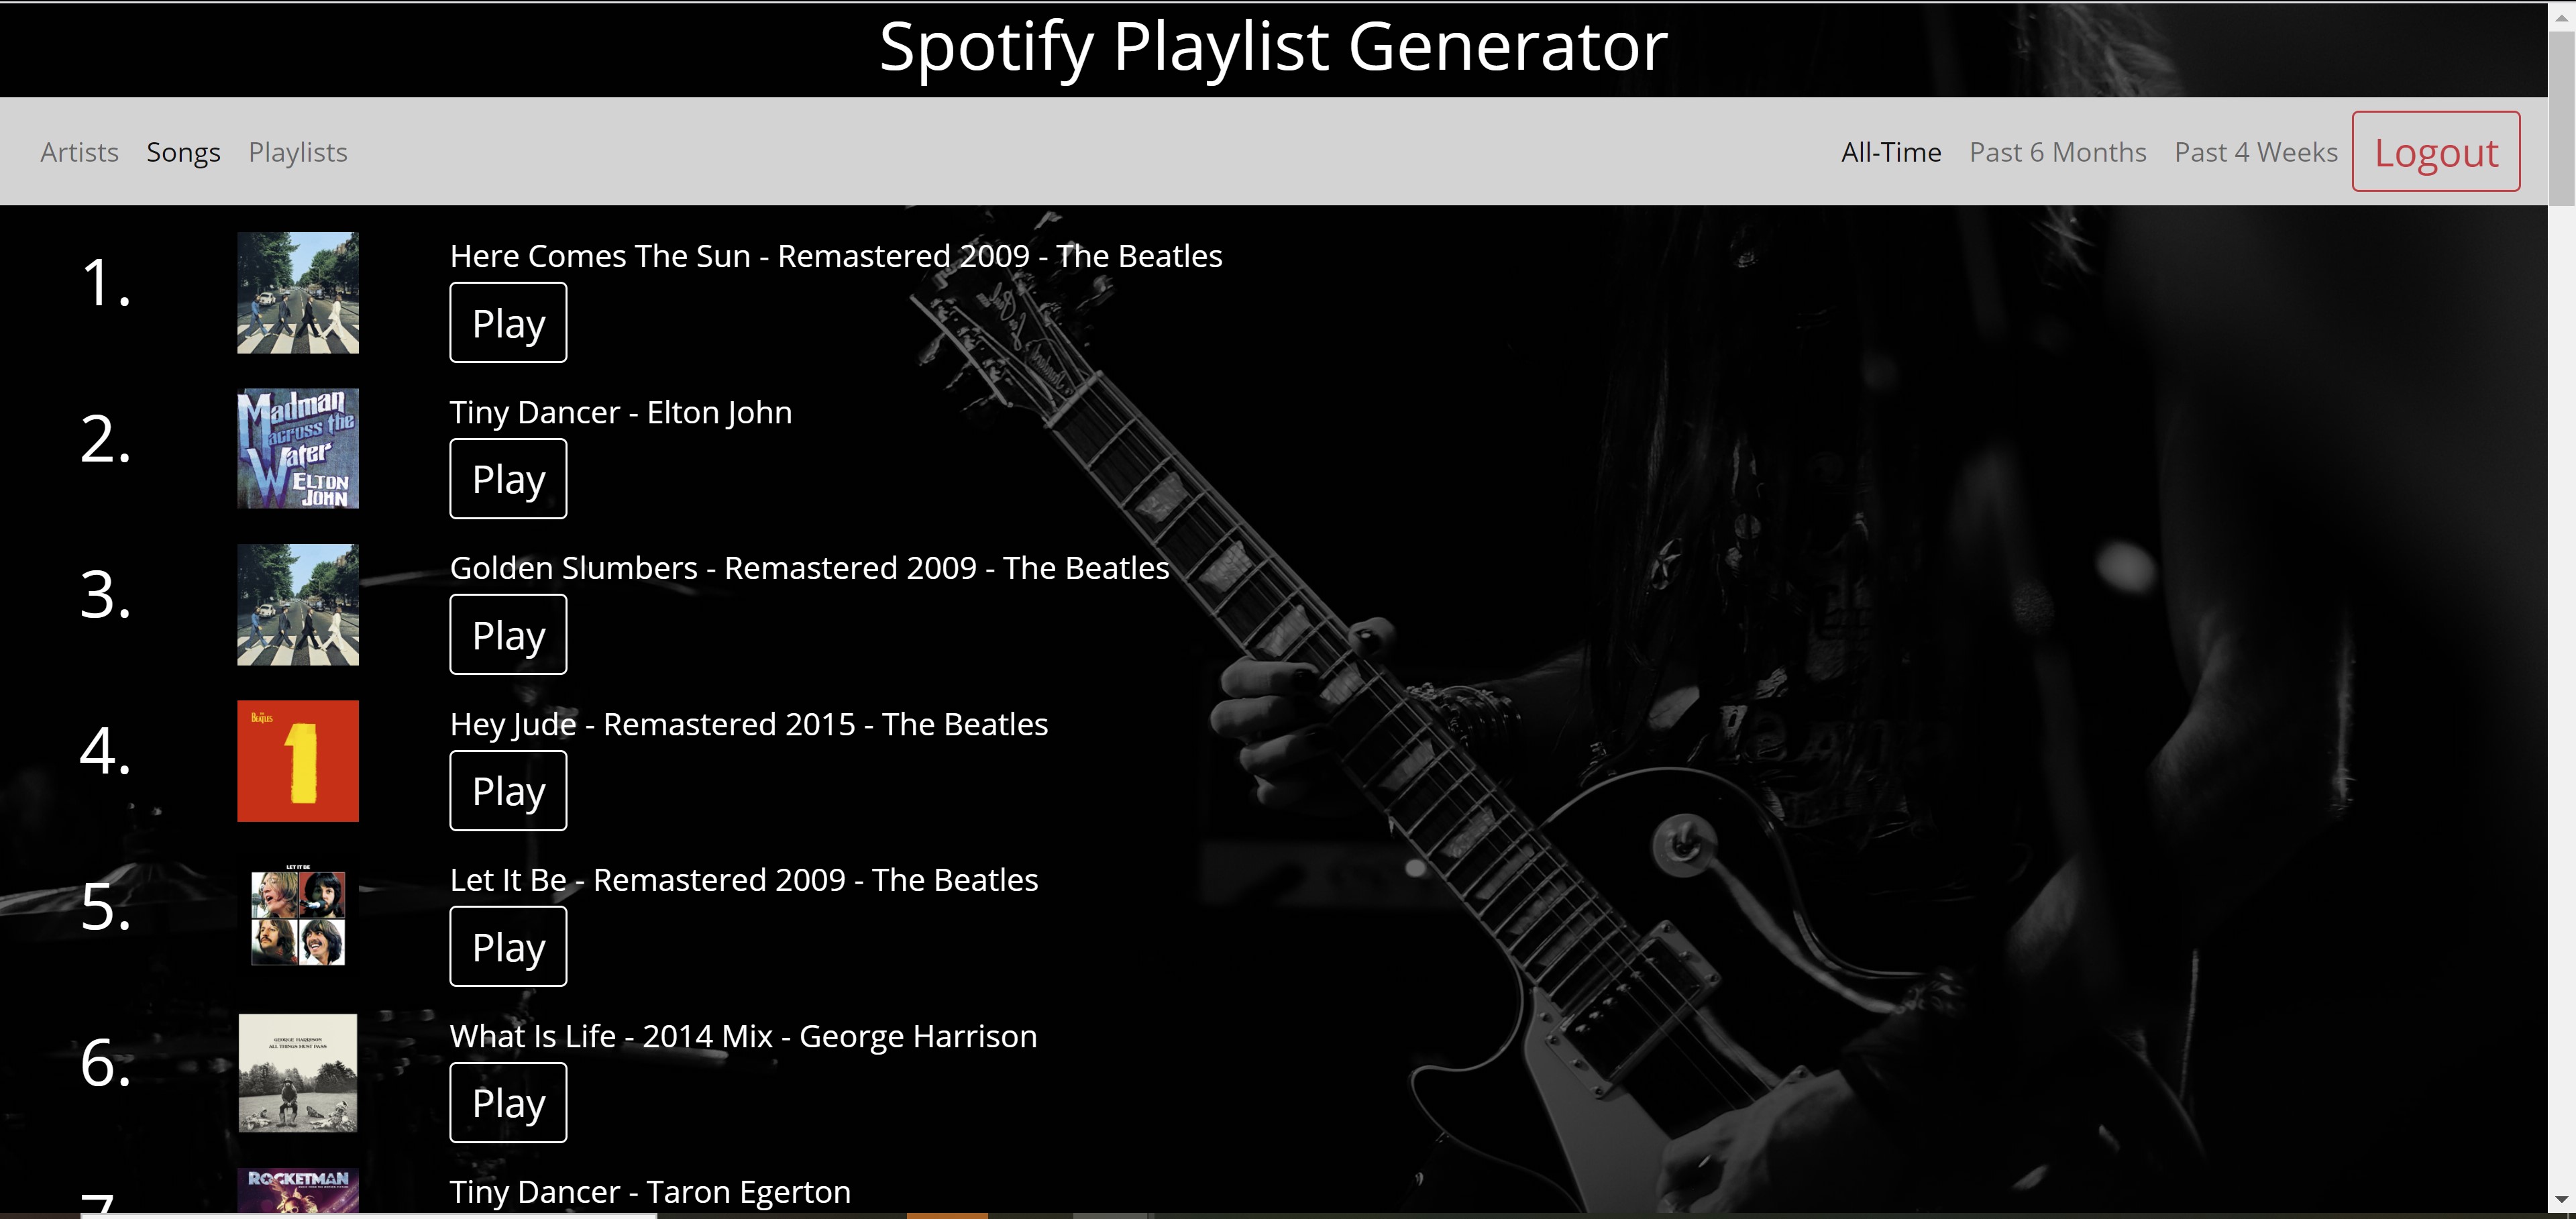 Spotify Playlist Generator
Artists Songs Playlists All-Time Past 6 Months Past 4 Weeks Logout
1.
Here Comes The Sun - Remastered 2009 - The Beatles
Play
2.
Madman
across the
Water
ELTON
JOHN
Tiny Dancer - Elton John
Play
3.
Golden Slumbers - Remastered 2009 - The Beatles
Play
4.
BEATLES
1
Hey Jude - Remastered 2015 - The Beatles
Play
5.
LET IT BE
Let It Be - Remastered 2009 - The Beatles
Play
6.
GEORGE HARRISON
ALL THINGS MUST PASS
What Is Life - 2014 Mix - George Harrison
Play
7.
ROCKETMAN
Tiny Dancer - Taron Egerton